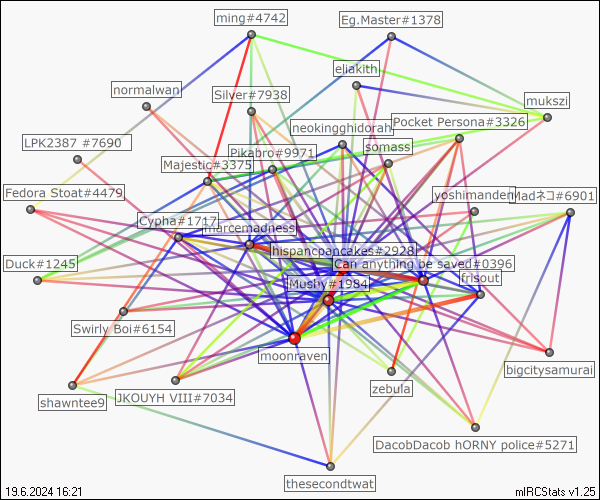 ming#4742
Eg.Master#1378
eliakith
normalwan
Silver#7938
mukszi
neokingghidorah
Pocket Persona#3326
LPK2387 #7690
somass
Pikabro#9971
Majestic#3375
Fedora Stoat#4479
yoshimanden
Madネコ#6901
Cypha#1717
marcemadness
hispancpancakes#2928
Duck#1245
Can anything be saved#0396
frisout
Mushy#1984
Swirly Boi#6154
moonraven
bigcitysamurai
shawntee9
JKOUYH VIII#7034
zebula
DacobDacob hORNY police#5271
thesecondtwat
19.6.2024 16:21
mIRCStats v1.25